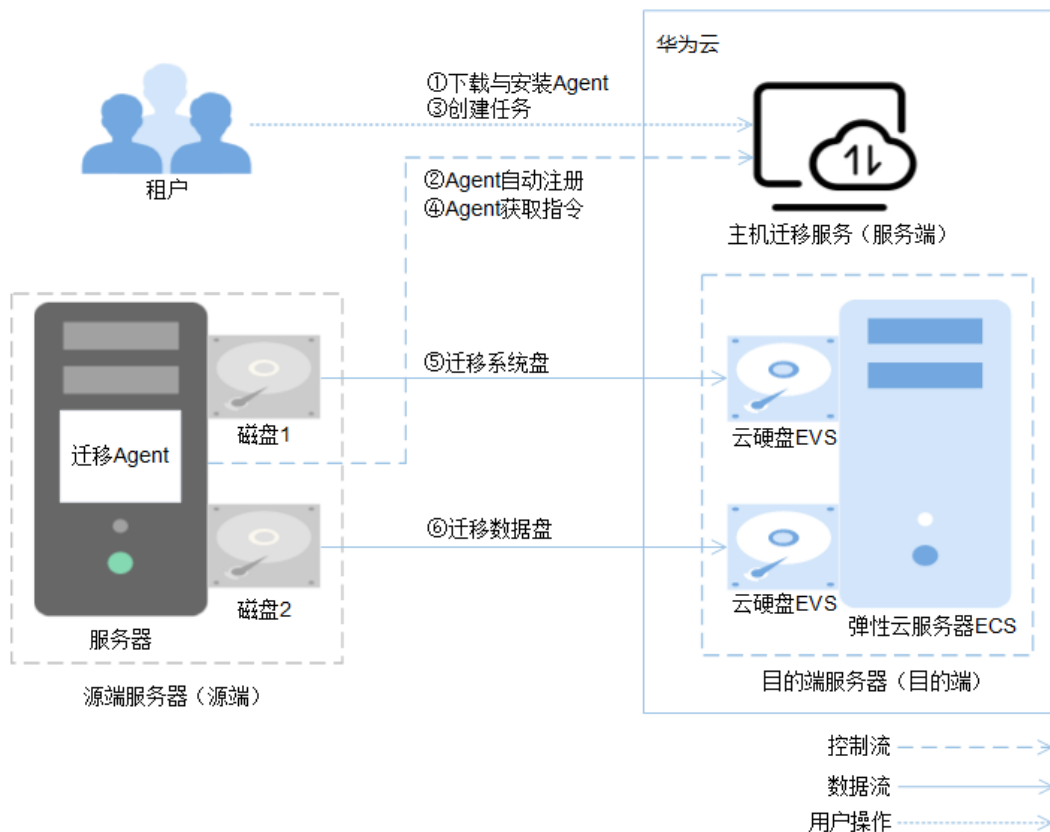 华为云
①下载与安装Agent
③创建任务
租户
②Agent自动注册
④Agent获取指令
主机迁移服务（服务端）
⑤迁移系统盘
磁盘1
云硬盘EVS
迁移Agent
⑥迁移数据盘
磁盘2
云硬盘EVS
服务器
弹性云服务器ECS
源端服务器（源端）
目的端服务器（目的端）
控制流
数据流
用户操作